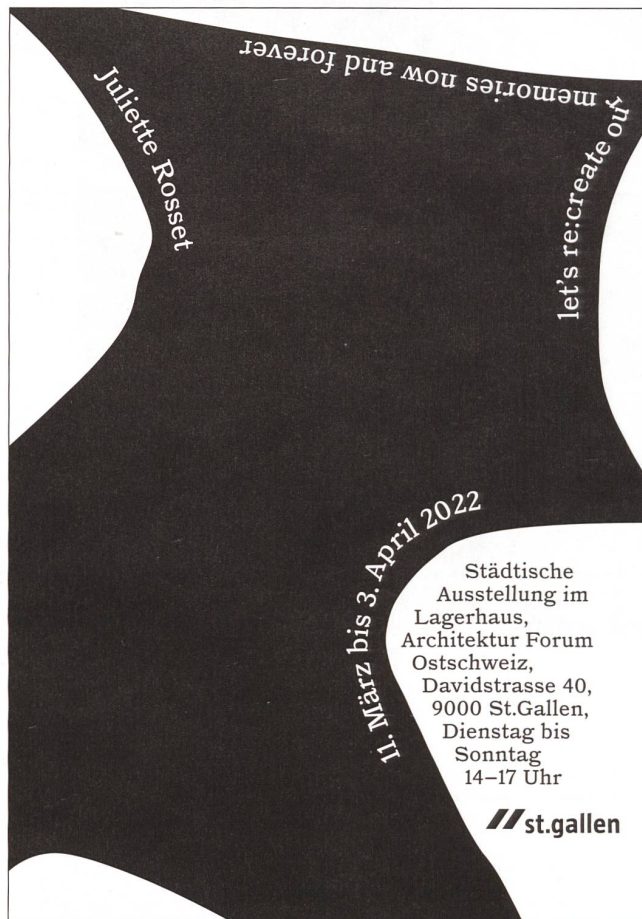 Juliette Rosset
let's re:create our
memories now and forever
11. März bis 3. April 2022
Städtische
Ausstellung im
Lagerhaus,
Architektur Forum
Ostschweiz,
Davidstrasse 40,
9000 St.Gallen,
Dienstag bis
Sonntag
14–17 Uhr
st.gallen